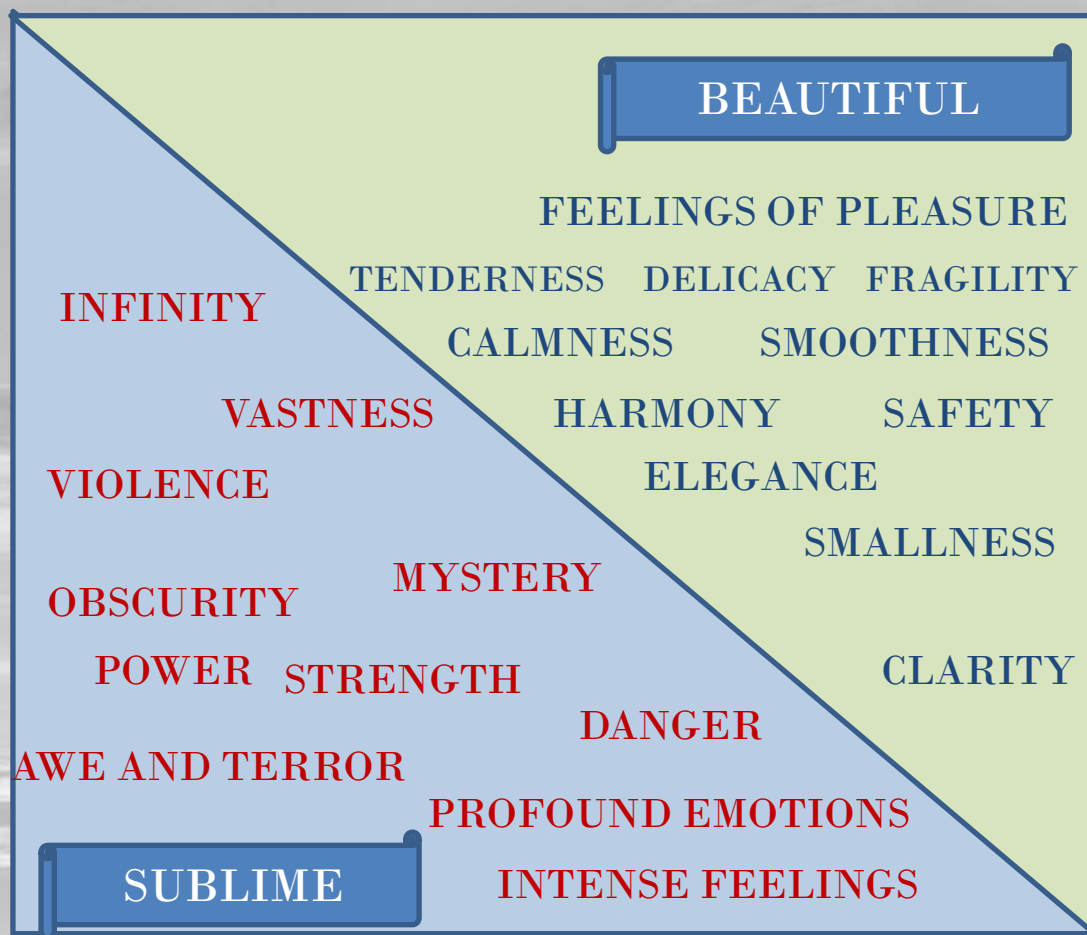 BEAUTIFUL
FEELINGS OF PLEASURE
TENDERNESS DELICACY FRAGILITY
CALMNESS SMOOTHNESS
HARMONY SAFETY
ELEGANCE
SMALLNESS
CLARITY
INFINITY
VASTNESS
VIOLENCE
MYSTERY
OBSCURITY
POWER STRENGTH
DANGER
AWE AND TERROR
PROFOUND EMOTIONS
INTENSE FEELINGS
SUBLIME